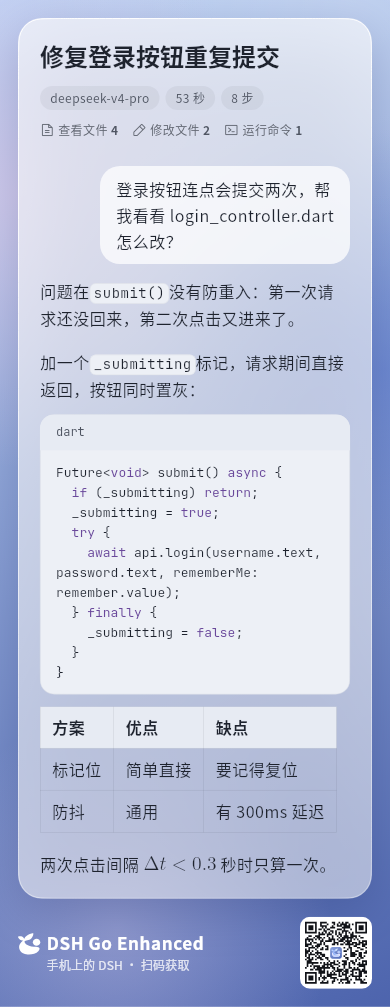 修复登录按钮重复提交
deepseek-v4-pro 53 秒 8 步
查看文件 4 修改文件 2 运行命令 1
登录按钮连点会提交两次，帮
我看看 login_controller.dart
怎么改？
问题在 submit() 没有防重入：第一次请
求还没回来，第二次点击又进来了。
加一个 _submitting 标记，请求期间直接
返回，按钮同时置灰：
dart
Future<void> submit() async {
  if (_submitting) return;
  _submitting = true;
  try {
    await api.login(username.text,
password.text, rememberMe:
remember.value);
  } finally {
    _submitting = false;
  }
}
方案 优点 缺点
标记位 简单直接 要记得复位
防抖 通用 有 300ms 延迟
两次点击间隔 Δt < 0.3 秒时只算一次。
DSH Go Enhanced
手机上的 DSH · 扫码获取